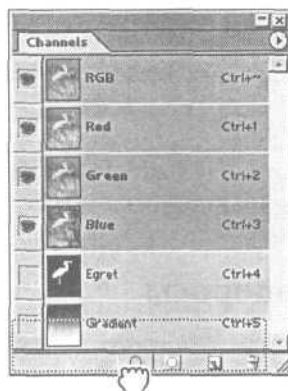 Channels
RGB Ctrl+~
Red Ctrl+1
Green Ctrl+2
Blue Ctrl+3
Egret Ctrl+4
Gradient Ctrl+5